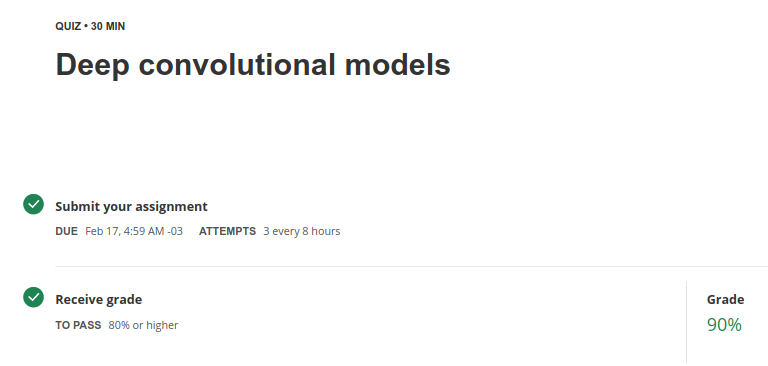 QUIZ • 30 MIN
Deep convolutional models
Submit your assignment
DUE Feb 17, 4:59 AM -03 ATTEMPTS 3 every 8 hours
Receive grade
TO PASS 80% or higher
Grade
90%